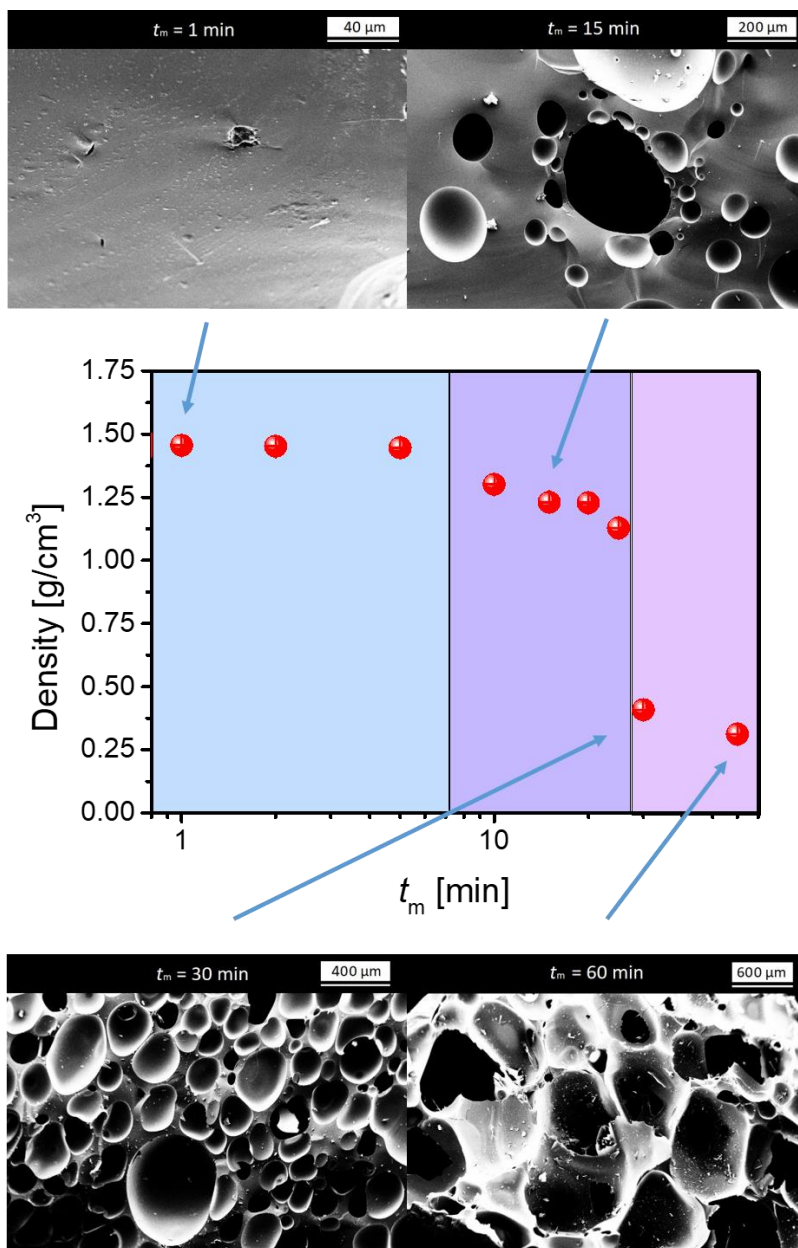 tₘ = 1 min
40 µm
tₘ = 15 min
200 µm
1.75
1.50
1.25
1.00
0.75
0.50
0.25
0.00
Density [g/cm³]
1
10
tₘ [min]
tₘ = 30 min
400 µm
tₘ = 60 min
600 µm